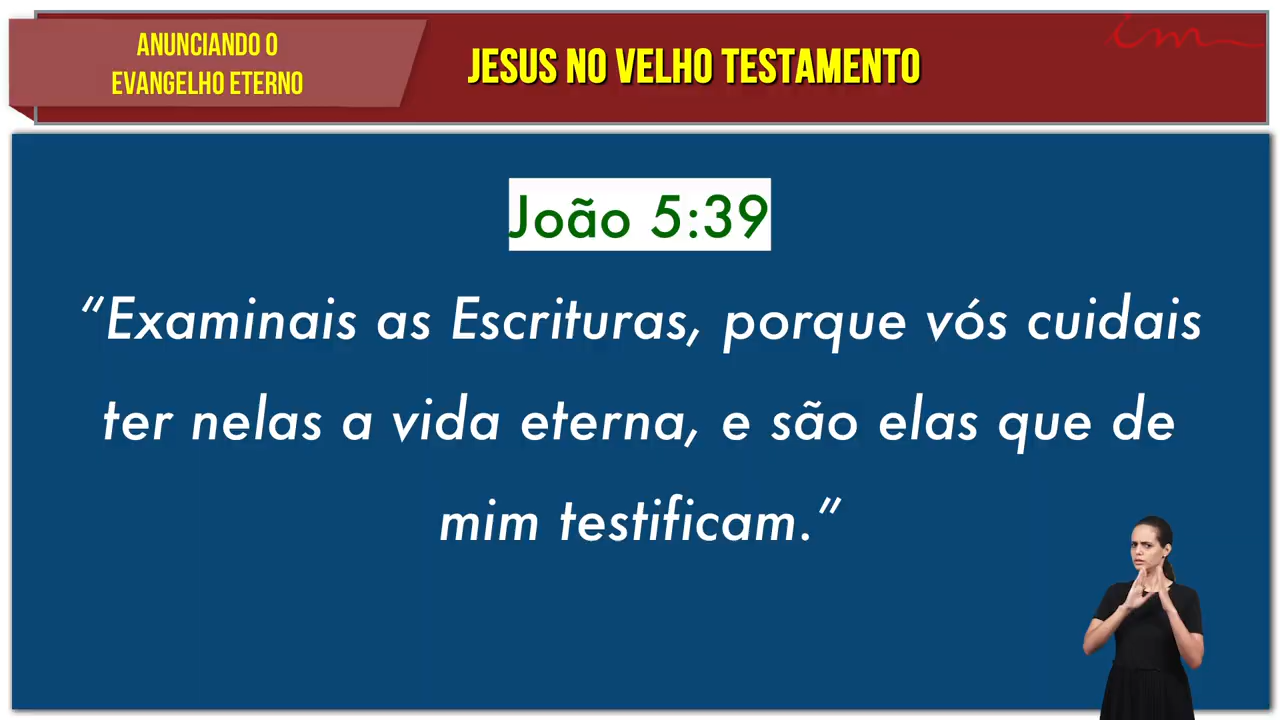 ANUNCIANDO O
EVANGELHO ETERNO
JESUS NO VELHO TESTAMENTO
im
João 5:39
“Examinais as Escrituras, porque vós cuidais
ter nelas a vida eterna, e são elas que de
mim testificam.”